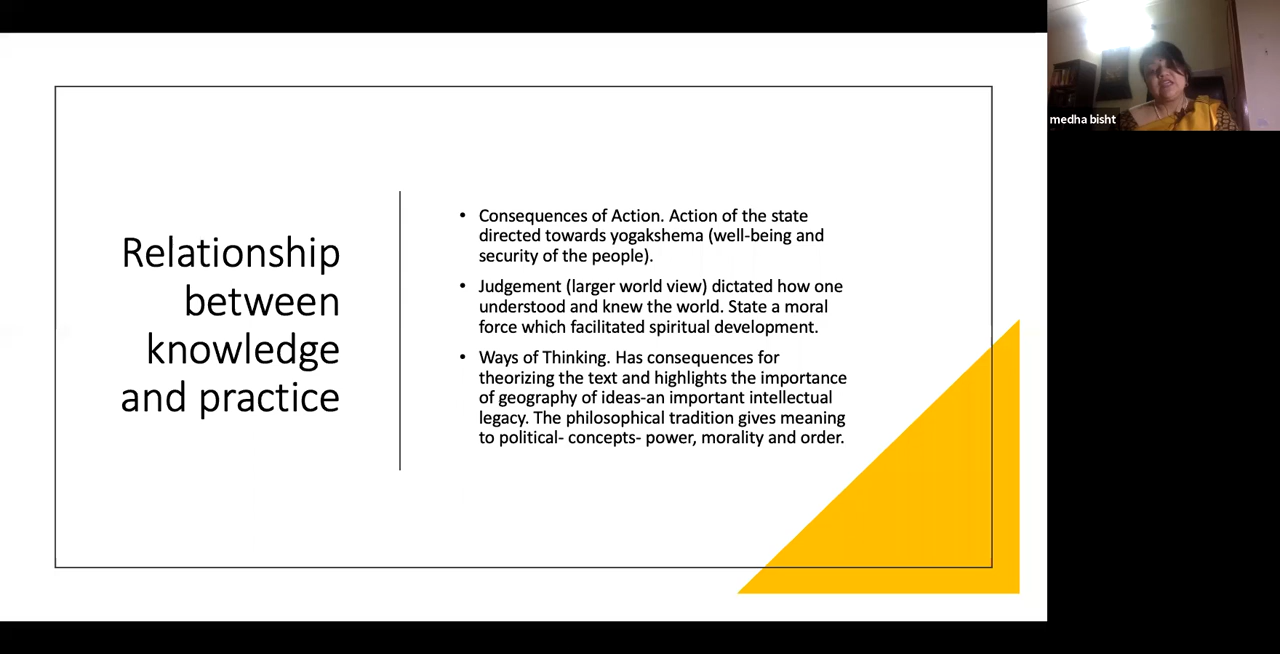 Relationship
between
knowledge
and practice
• Consequences of Action. Action of the state
directed towards yogakshema (well-being and
security of the people).
• Judgement (larger world view) dictated how one
understood and knew the world. State a moral
force which facilitated spiritual development.
• Ways of Thinking. Has consequences for
theorizing the text and highlights the importance
of geography of ideas-an important intellectual
legacy. The philosophical tradition gives meaning
to political- concepts- power, morality and order.
medha bisht